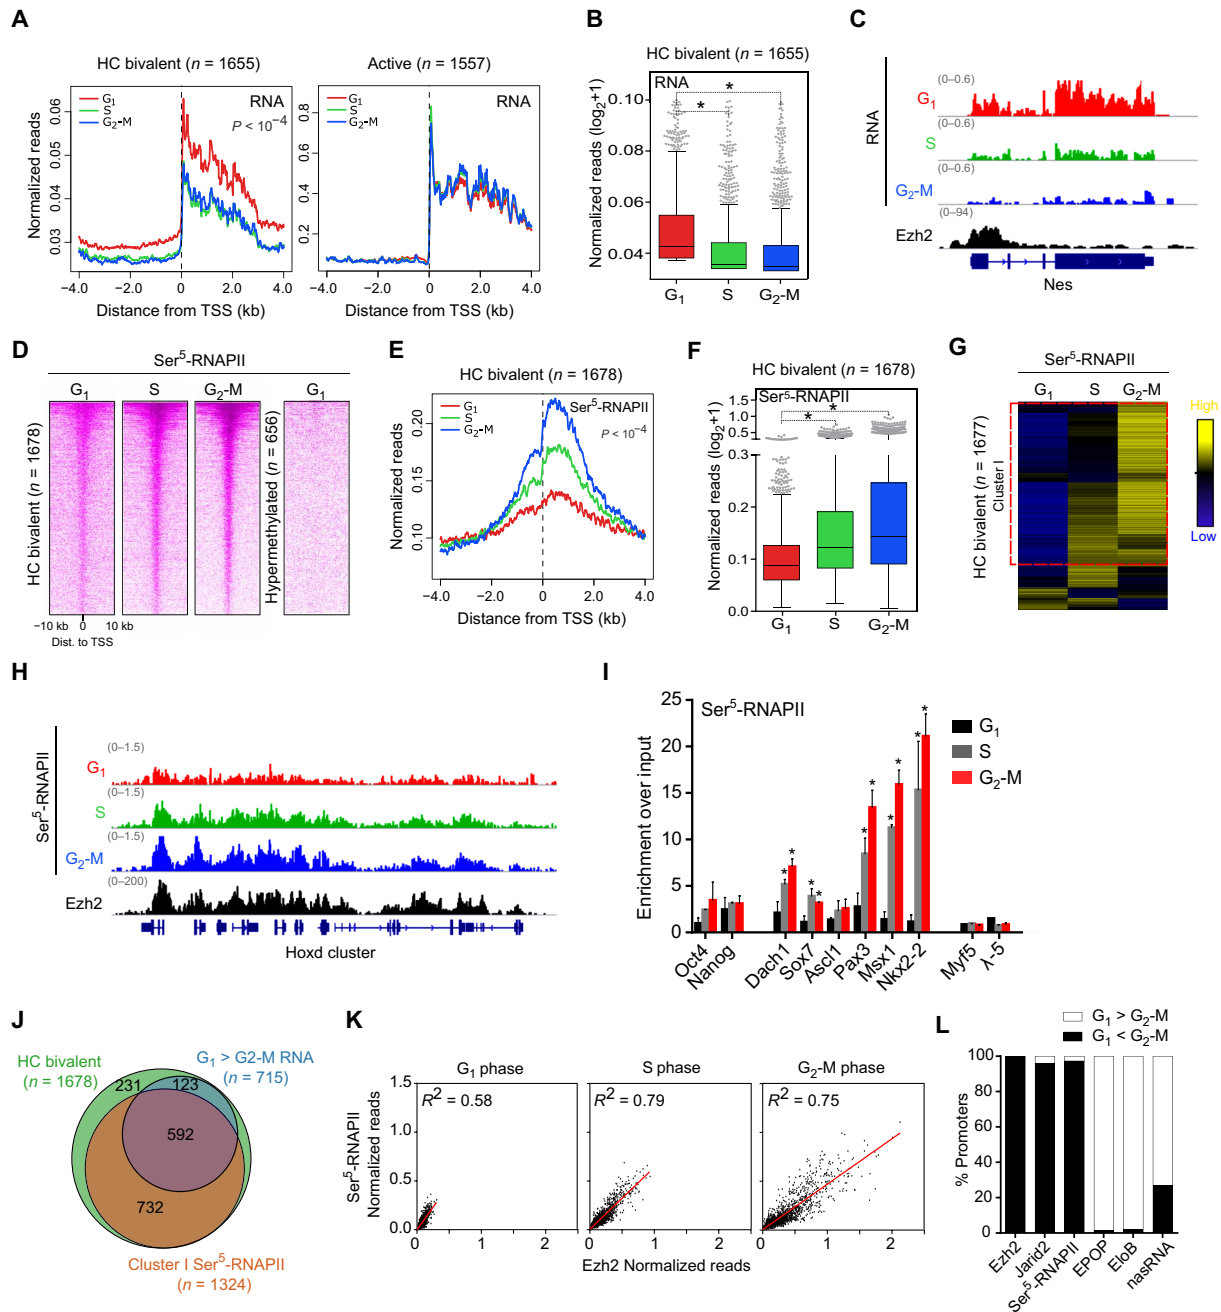 A
HC bivalent (n = 1655)
Active (n = 1557)
G1
S
G2-M
RNA
P < 10−4
G1
S
G2-M
RNA
Normalized reads
0.06
0.05
0.04
0.03
0.8
0.6
0.4
0.2
−4.0 −2.0 0 2.0 4.0
−4.0 −2.0 0 2.0 4.0
Distance from TSS (kb)
Distance from TSS (kb)
B
HC bivalent (n = 1655)
RNA
* *
Normalized reads (log2+1)
0.10
0.08
0.06
0.04
G1 S G2-M
C
RNA
(0–0.6)
G1
(0–0.6)
S
(0–0.6)
G2-M
(0–94)
Ezh2
Nes
D
Ser5-RNAPII
G1 S G2-M G1
HC bivalent (n = 1678)
Hypermethylated (n = 656)
−10 kb 0 10 kb
Dist. to TSS
E
HC bivalent (n = 1678)
G1
S
G2-M
Ser5-RNAPII
P < 10−4
Normalized reads
0.20
0.15
0.10
−4.0 −2.0 0 2.0 4.0
Distance from TSS (kb)
F
HC bivalent (n = 1678)
Ser5-RNAPII
* *
Normalized reads (log2+1)
1.5
1.0
0.5
0.3
0.2
0.1
0.0
G1 S G2-M
G
Ser5-RNAPII
G1 S G2-M
HC bivalent (n = 1677)
Cluster I
High
Low
H
Ser5-RNAPII
(0–1.5)
G1
(0–1.5)
S
(0–1.5)
G2-M
(0–200)
Ezh2
Hoxd cluster
I
Ser5-RNAPII
G1
S
G2-M
Enrichment over input
25
20
15
10
5
0
* * * * * * * * * *
Oct4 Nanog Dach1 Sox7 Ascl1 Pax3 Msx1 Nkx2-2 Myf5 λ-5
J
HC bivalent
(n = 1678)
G1 > G2-M RNA
(n = 715)
231 123
592
732
Cluster I Ser5-RNAPII
(n = 1324)
K
G1 phase
S phase
G2-M phase
R2 = 0.58
R2 = 0.79
R2 = 0.75
Ser5-RNAPII
Normalized reads
1.5
1.0
0.5
0.0
0 1 2
0 1 2
0 1 2
Ezh2 Normalized reads
L
G1 > G2-M
G1 < G2-M
% Promoters
100
80
60
40
20
0
Ezh2 Jarid2 Ser5-RNAPII EPOP EloB nasRNA